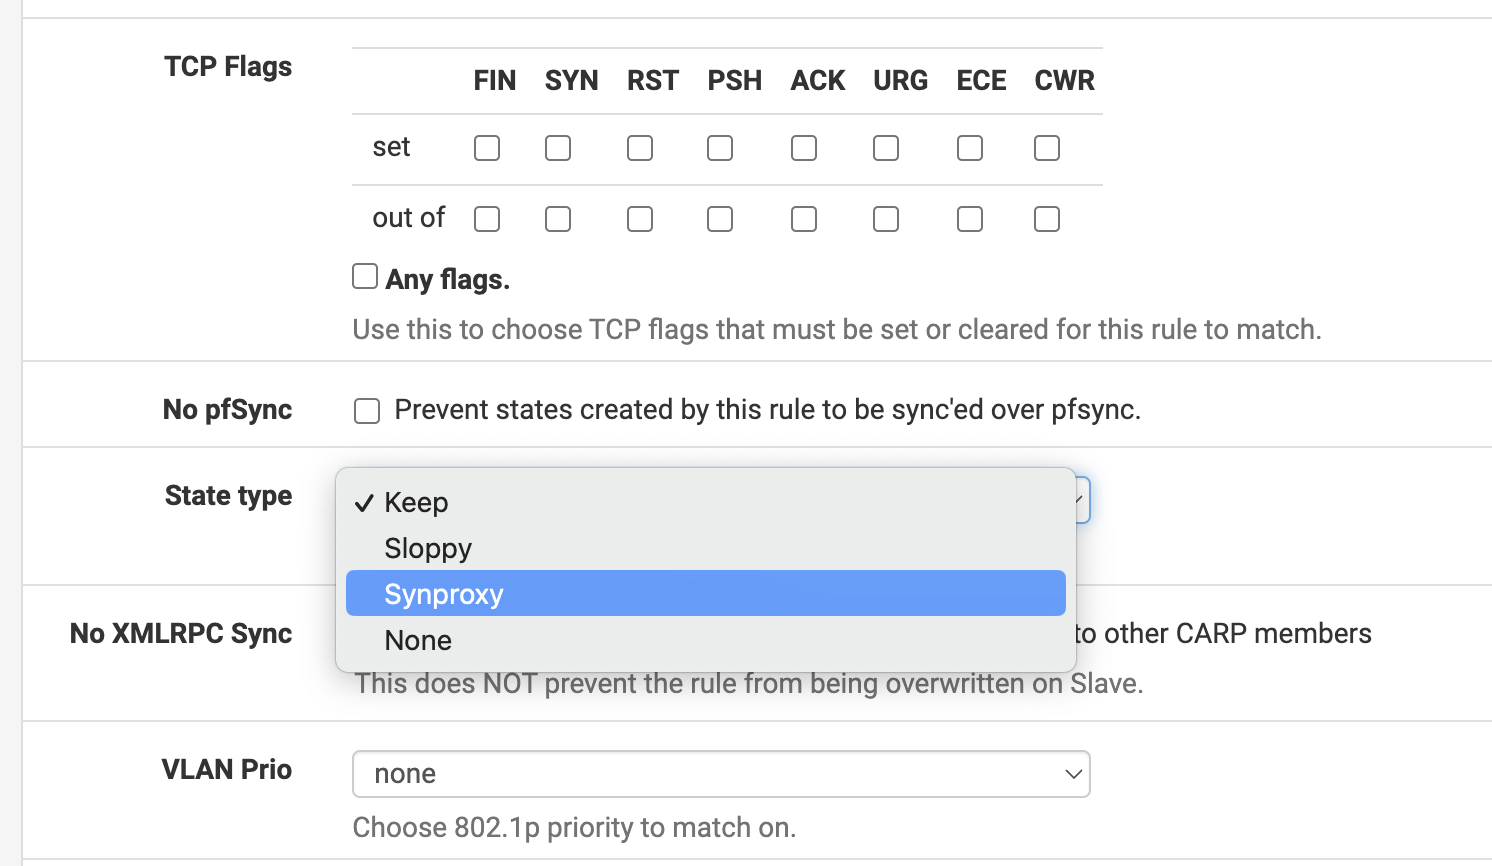 TCP Flags
FIN SYN RST PSH ACK URG ECE CWR
set
out of
Any flags.
Use this to choose TCP flags that must be set or cleared for this rule to match.
No pfSync
Prevent states created by this rule to be sync'ed over pfsync.
State type
Keep
Sloppy
Synproxy
None
No XMLRPC Sync
to other CARP members
This does NOT prevent the rule from being overwritten on Slave.
VLAN Prio
none
Choose 802.1p priority to match on.